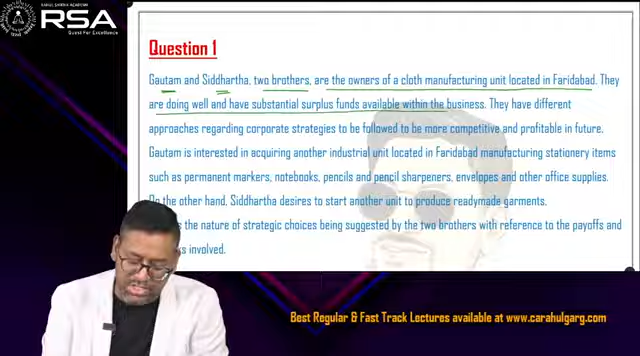 RAHUL SHARMA ACADEMY
RSA
Quest For Excellence
Question 1
Gautam and Siddhartha, two brothers, are the owners of a cloth manufacturing unit located in Faridabad. They
are doing well and have substantial surplus funds available within the business. They have different
approaches regarding corporate strategies to be followed to be more competitive and profitable in future.
Gautam is interested in acquiring another industrial unit located in Faridabad manufacturing stationery items
such as permanent markers, notebooks, pencils and pencil sharpeners, envelopes and other office supplies.
On the other hand, Siddhartha desires to start another unit to produce readymade garments.
the nature of strategic choices being suggested by the two brothers with reference to the payoffs and
involved.
Best Regular & Fast Track Lectures available at www.carahulgarg.com